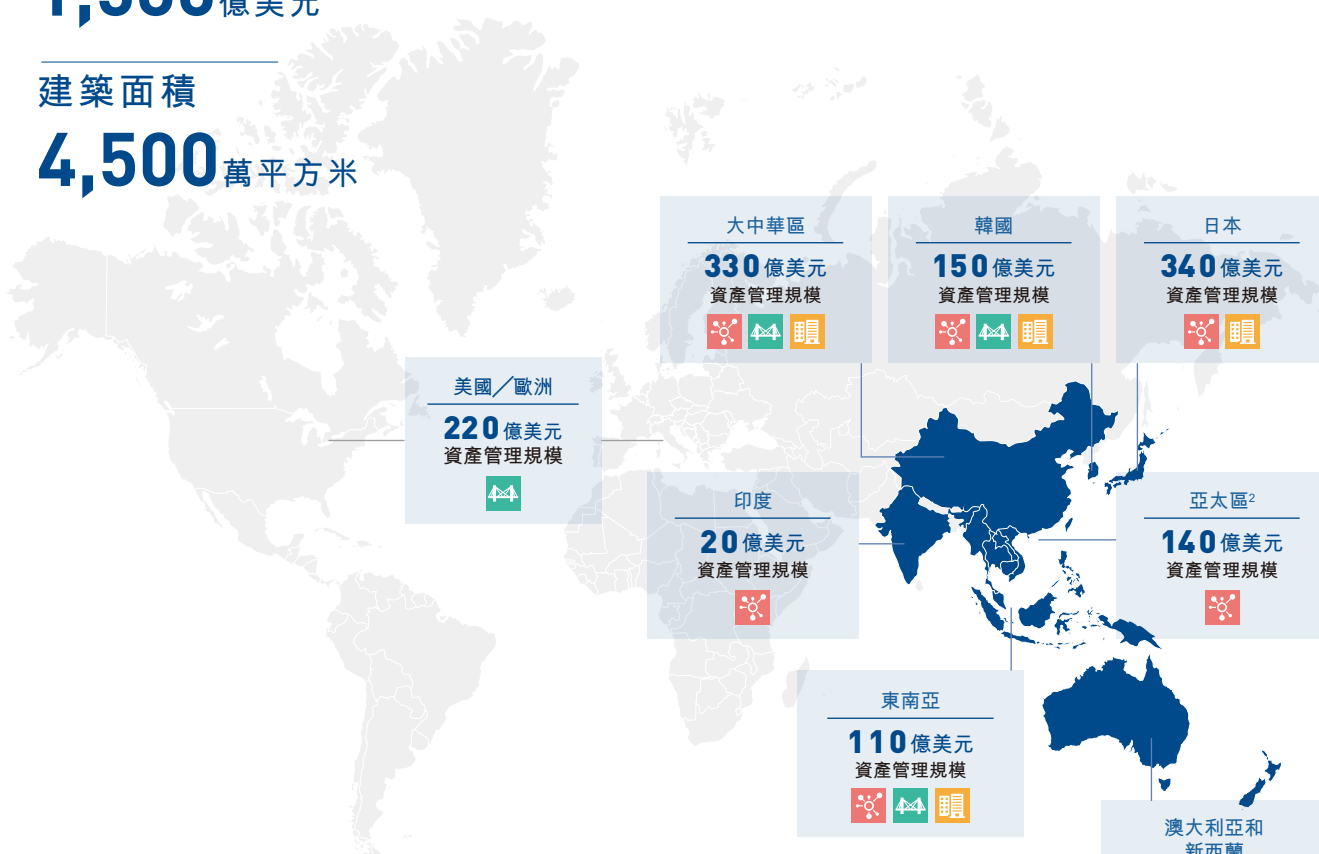 億美元
建築面積
4,500萬平方米
大中華區
330億美元
資產管理規模
韓國
150億美元
資產管理規模
日本
340億美元
資產管理規模
美國／歐洲
220億美元
資產管理規模
印度
20億美元
資產管理規模
亞太區2
140億美元
資產管理規模
東南亞
110億美元
資產管理規模
澳大利亞和
新西蘭